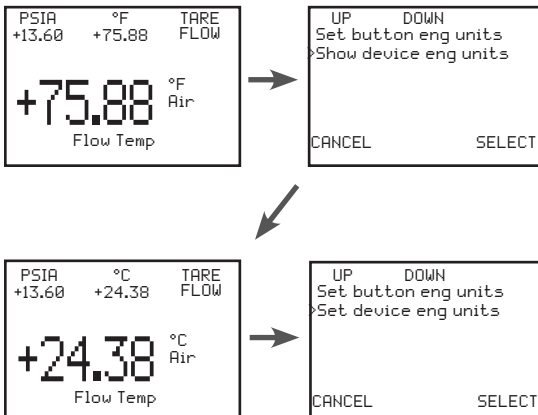 PSIA °F TARE
+13.60 +75.88 FLOW
+75.88 °F
Air
Flow Temp
UP DOWN
Set button eng units
>Show device eng units
CANCEL SELECT
PSIA °C TARE
+13.60 +24.38 FLOW
+24.38 °C
Air
Flow Temp
UP DOWN
Set button eng units
>Set device eng units
CANCEL SELECT